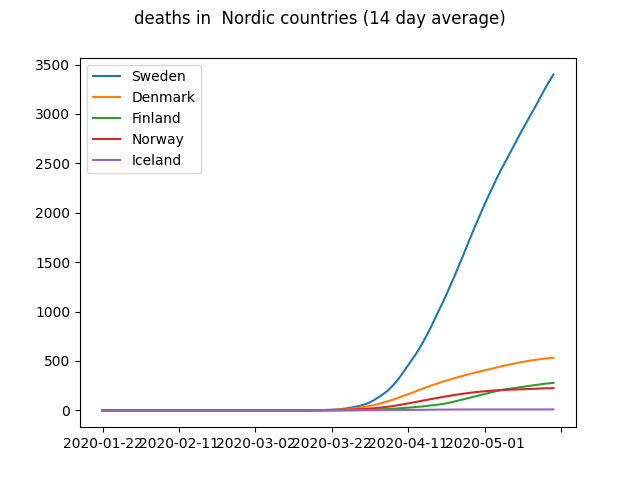 deaths in  Nordic countries (14 day average)
3500
3000
2500
2000
1500
1000
500
0
Sweden
Denmark
Finland
Norway
Iceland
2020-01-22 2020-02-11 2020-03-02 2020-03-22 2020-04-11 2020-05-01